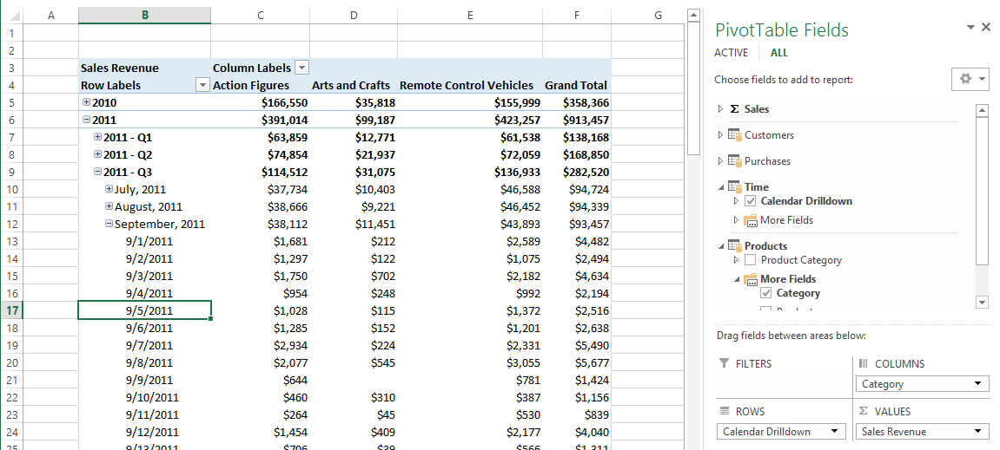 A B C D E F G
1
2
3 Sales Revenue Column Labels
4 Row Labels Action Figures Arts and Crafts Remote Control Vehicles Grand Total
5 2010 $166,550 $35,818 $155,999 $358,366
6 2011 $391,014 $99,187 $423,257 $913,457
7 2011 - Q1 $63,859 $12,771 $61,538 $138,168
8 2011 - Q2 $74,854 $21,937 $72,059 $168,850
9 2011 - Q3 $114,512 $31,075 $136,933 $282,520
10 July, 2011 $37,734 $10,403 $46,588 $94,724
11 August, 2011 $38,666 $9,221 $46,452 $94,339
12 September, 2011 $38,112 $11,451 $43,893 $93,457
13 9/1/2011 $1,681 $212 $2,589 $4,482
14 9/2/2011 $1,297 $122 $1,075 $2,494
15 9/3/2011 $1,750 $702 $2,182 $4,634
16 9/4/2011 $954 $248 $992 $2,194
17 9/5/2011 $1,028 $115 $1,372 $2,516
18 9/6/2011 $1,285 $152 $1,201 $2,638
19 9/7/2011 $2,934 $224 $2,331 $5,490
20 9/8/2011 $2,077 $545 $3,055 $5,677
21 9/9/2011 $644 $781 $1,424
22 9/10/2011 $460 $310 $387 $1,156
23 9/11/2011 $264 $45 $530 $839
24 9/12/2011 $1,454 $409 $2,177 $4,040
25 9/13/2011 $706 $39 $566 $1,311
PivotTable Fields
ACTIVE ALL
Choose fields to add to report:
Σ Sales
Customers
Purchases
Time
Calendar Drilldown
More Fields
Products
Product Category
More Fields
Category
Drag fields between areas below:
FILTERS COLUMNS
Category
ROWS Σ VALUES
Calendar Drilldown Sales Revenue